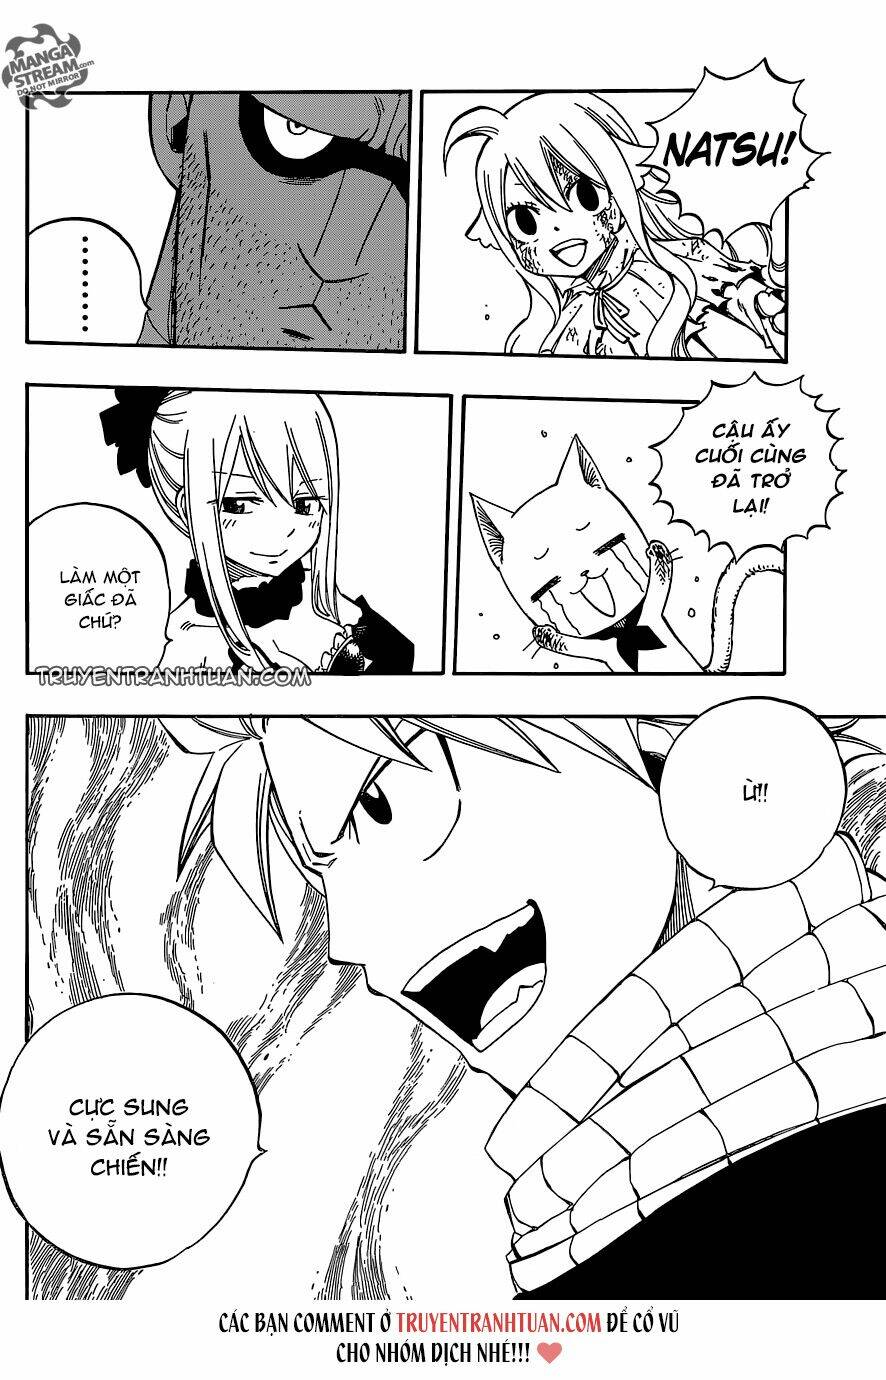 MANGA
STREAM.com
DO NOT MIRROR
NATSU!
..........
CẬU ẤY
CUỐI CÙNG
ĐÃ TRỞ
LẠI!
LÀM MỘT
GIẤC ĐÃ
CHÚ?
TRUYENTRANHTUAN.COM
Ừ!!
CỰC SUNG
VÀ SẴN SÀNG
CHIẾN!!
CÁC BẠN COMMENT Ở TRUYENTRANHTUAN.COM ĐỂ CỔ VŨ
CHO NHÓM DỊCH NHÉ!!! ❤